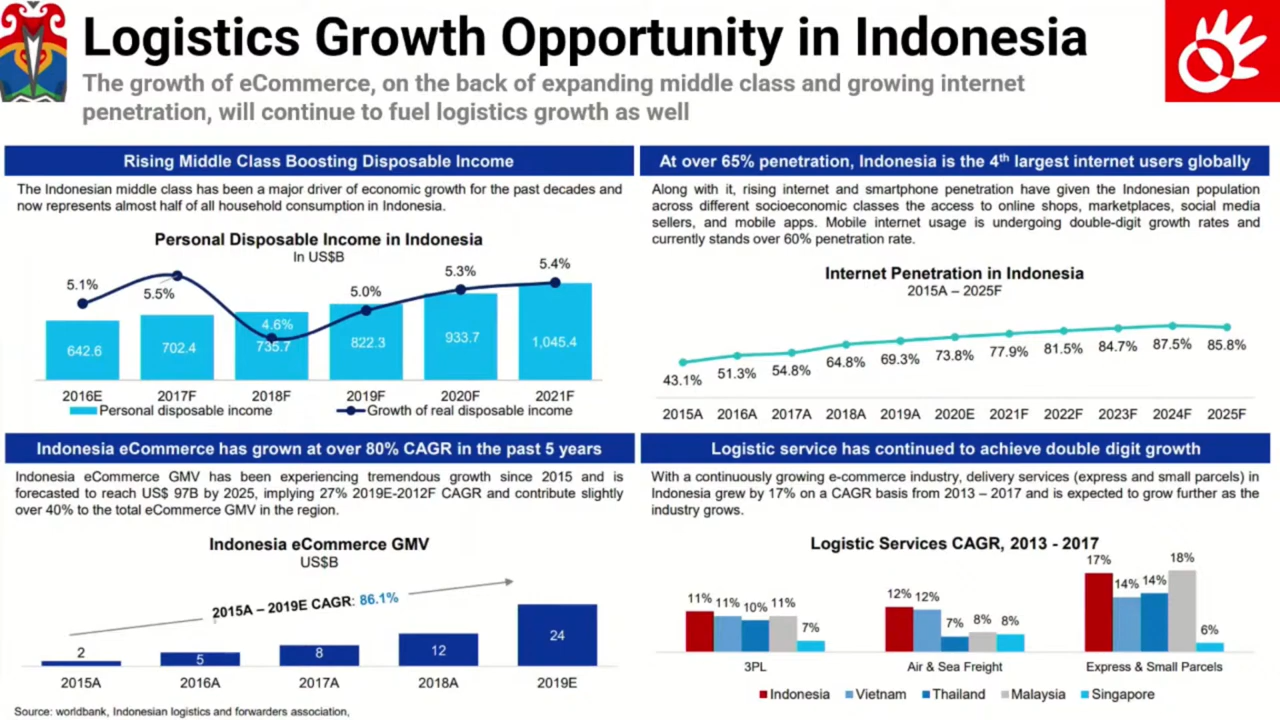 Logistics Growth Opportunity in Indonesia
The growth of eCommerce, on the back of expanding middle class and growing internet
penetration, will continue to fuel logistics growth as well
Rising Middle Class Boosting Disposable Income
The Indonesian middle class has been a major driver of economic growth for the past decades and
now represents almost half of all household consumption in Indonesia.
Personal Disposable Income in Indonesia
In US$B
5.1% 5.5% 4.6% 5.0% 5.3% 5.4%
642.6 702.4 735.7 822.3 933.7 1,045.4
2016E 2017F 2018F 2019F 2020F 2021F
Personal disposable income Growth of real disposable income
At over 65% penetration, Indonesia is the 4th largest internet users globally
Along with it, rising internet and smartphone penetration have given the Indonesian population
across different socioeconomic classes the access to online shops, marketplaces, social media
sellers, and mobile apps. Mobile internet usage is undergoing double-digit growth rates and
currently stands over 60% penetration rate.
Internet Penetration in Indonesia
2015A – 2025F
43.1% 51.3% 54.8% 64.8% 69.3% 73.8% 77.9% 81.5% 84.7% 87.5% 85.8%
2015A 2016A 2017A 2018A 2019A 2020E 2021F 2022F 2023F 2024F 2025F
Indonesia eCommerce has grown at over 80% CAGR in the past 5 years
Indonesia eCommerce GMV has been experiencing tremendous growth since 2015 and is
forecasted to reach US$ 97B by 2025, implying 27% 2019E-2012F CAGR and contribute slightly
over 40% to the total eCommerce GMV in the region.
Indonesia eCommerce GMV
US$B
2015A – 2019E CAGR: 86.1%
2 5 8 12 24
2015A 2016A 2017A 2018A 2019E
Logistic service has continued to achieve double digit growth
With a continuously growing e-commerce industry, delivery services (express and small parcels) in
Indonesia grew by 17% on a CAGR basis from 2013 – 2017 and is expected to grow further as the
industry grows.
Logistic Services CAGR, 2013 - 2017
11% 11% 10% 11% 7% 12% 12% 7% 8% 8% 17% 14% 14% 18% 6%
3PL Air & Sea Freight Express & Small Parcels
Indonesia Vietnam Thailand Malaysia Singapore
Source: worldbank, Indonesian logistics and forwarders association,